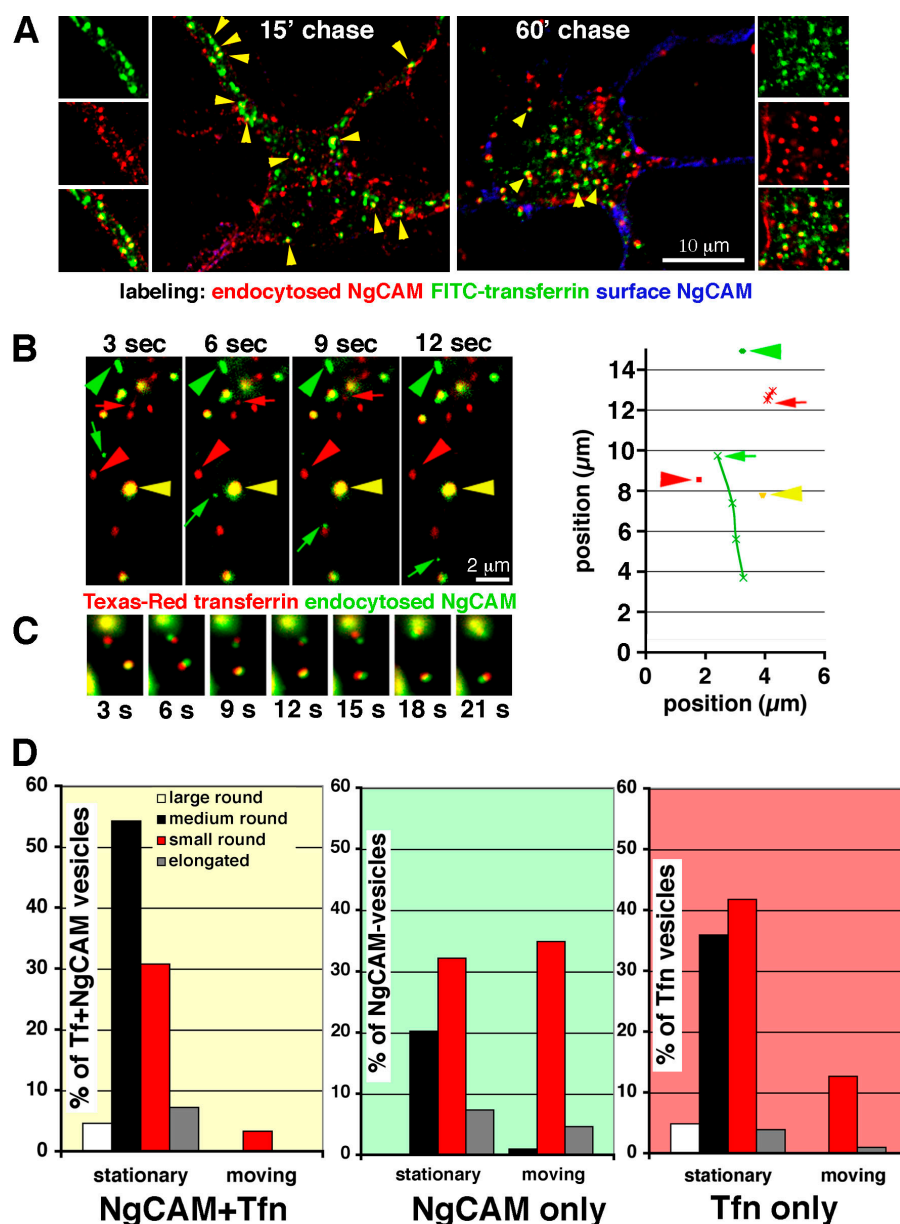 A
15' chase
60' chase
10 µm
labeling: endocytosed NgCAM FITC-transferrin surface NgCAM
B
3 sec 6 sec 9 sec 12 sec
2 µm
Texas-Red transferrin endocytosed NgCAM
position (µm)
14
12
10
8
6
4
2
0
0 2 4 6
position (µm)
C
3 s 6 s 9 s 12 s 15 s 18 s 21 s
D
% of Tf+NgCAM vesicles
60
50
40
30
20
10
0
large round
medium round
small round
elongated
stationary moving
NgCAM+Tfn
% of NgCAM-vesicles
60
50
40
30
20
10
0
stationary moving
NgCAM only
% of Tfn vesicles
60
50
40
30
20
10
0
stationary moving
Tfn only